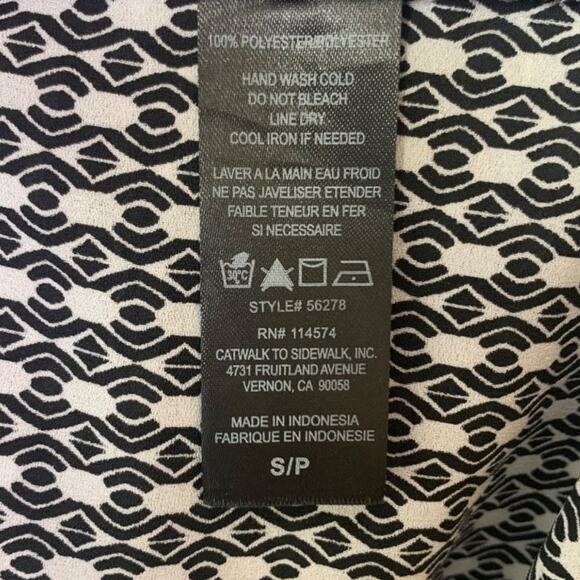 100% POLYESTER/POLYESTER
HAND WASH COLD
DO NOT BLEACH
LINE DRY
COOL IRON IF NEEDED
LAVER A LA MAIN EAU FROID
NE PAS JAVELISER ETENDER
FAIBLE TENEUR EN FER
SI NECESSAIRE
30°C
STYLE# 56278
RN# 114574
CATWALK TO SIDEWALK, INC.
4731 FRUITLAND AVENUE
VERNON, CA 90058
MADE IN INDONESIA
FABRIQUE EN INDONESIE
S/P